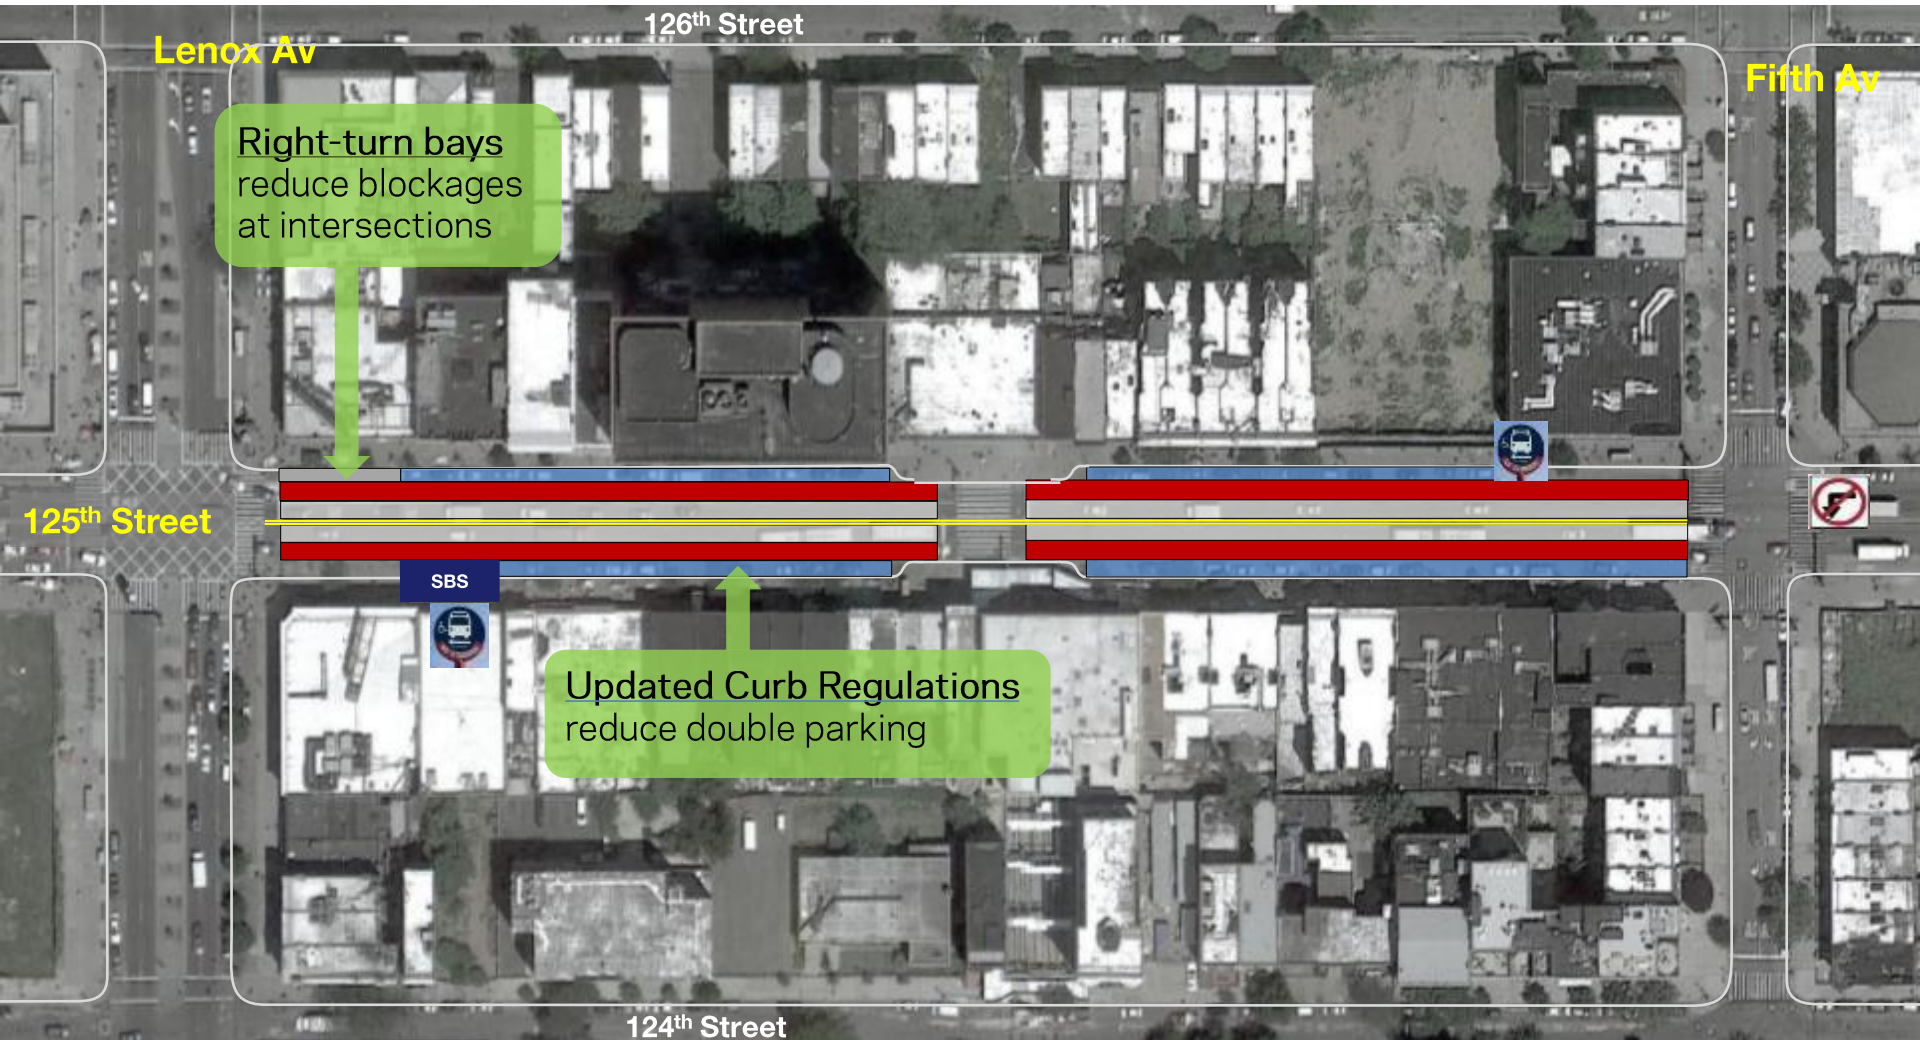 126th Street
Lenox Av
Fifth Av
Right-turn bays
reduce blockages
at intersections
125th Street
SBS
Updated Curb Regulations
reduce double parking
124th Street